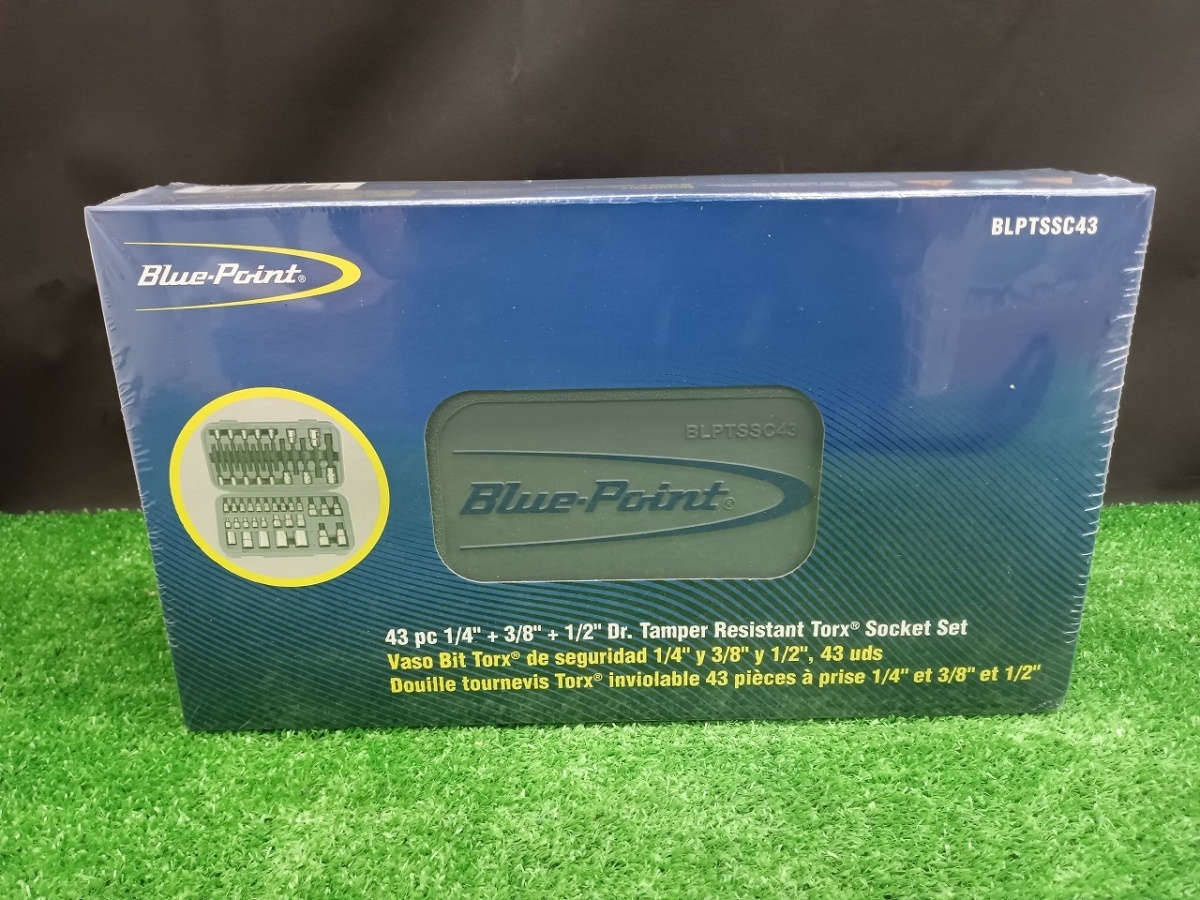 BLPTSSC43
Blue-Point®
BLPTSSC43
Blue-Point®
43 pc 1/4" + 3/8" + 1/2" Dr. Tamper Resistant Torx® Socket Set
Vaso Bit Torx® de seguridad 1/4" y 3/8" y 1/2", 43 uds
Douille tournevis Torx® inviolable 43 pièces à prise 1/4" et 3/8" et 1/2"